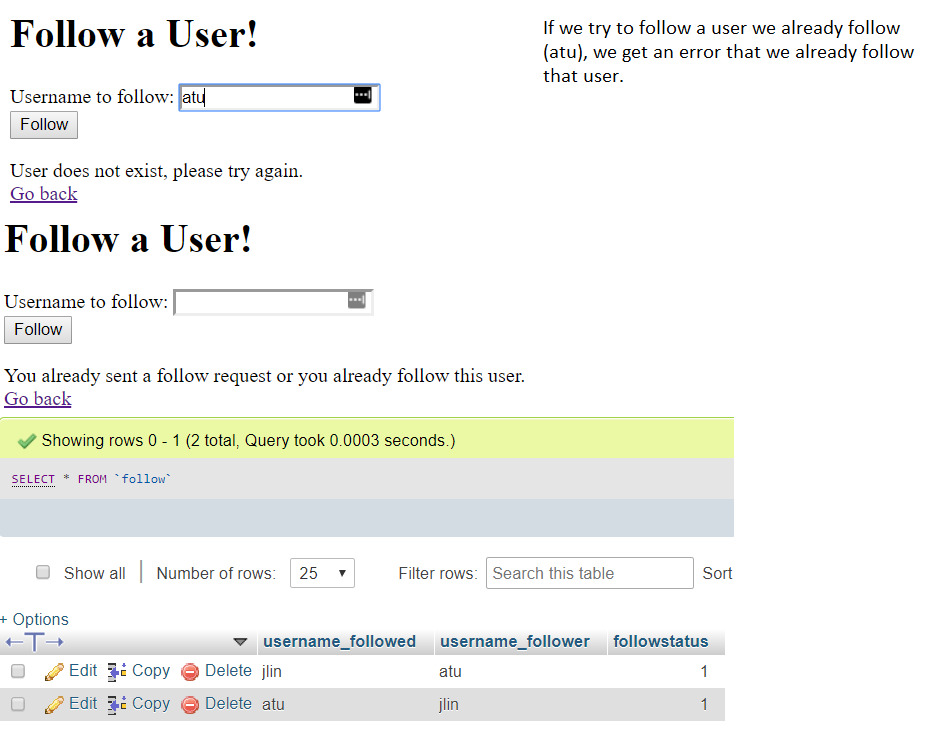 Follow a User!
If we try to follow a user we already follow
(atu), we get an error that we already follow
that user.
Username to follow: atu
Follow
User does not exist, please try again.
Go back
Follow a User!
Username to follow:
Follow
You already sent a follow request or you already follow this user.
Go back
Showing rows 0 - 1 (2 total, Query took 0.0003 seconds.)
SELECT * FROM `follow`
Show all | Number of rows: 25 Filter rows: Search this table Sort
+ Options
←T→ username_followed username_follower followstatus
Edit Copy Delete jlin atu 1
Edit Copy Delete atu jlin 1